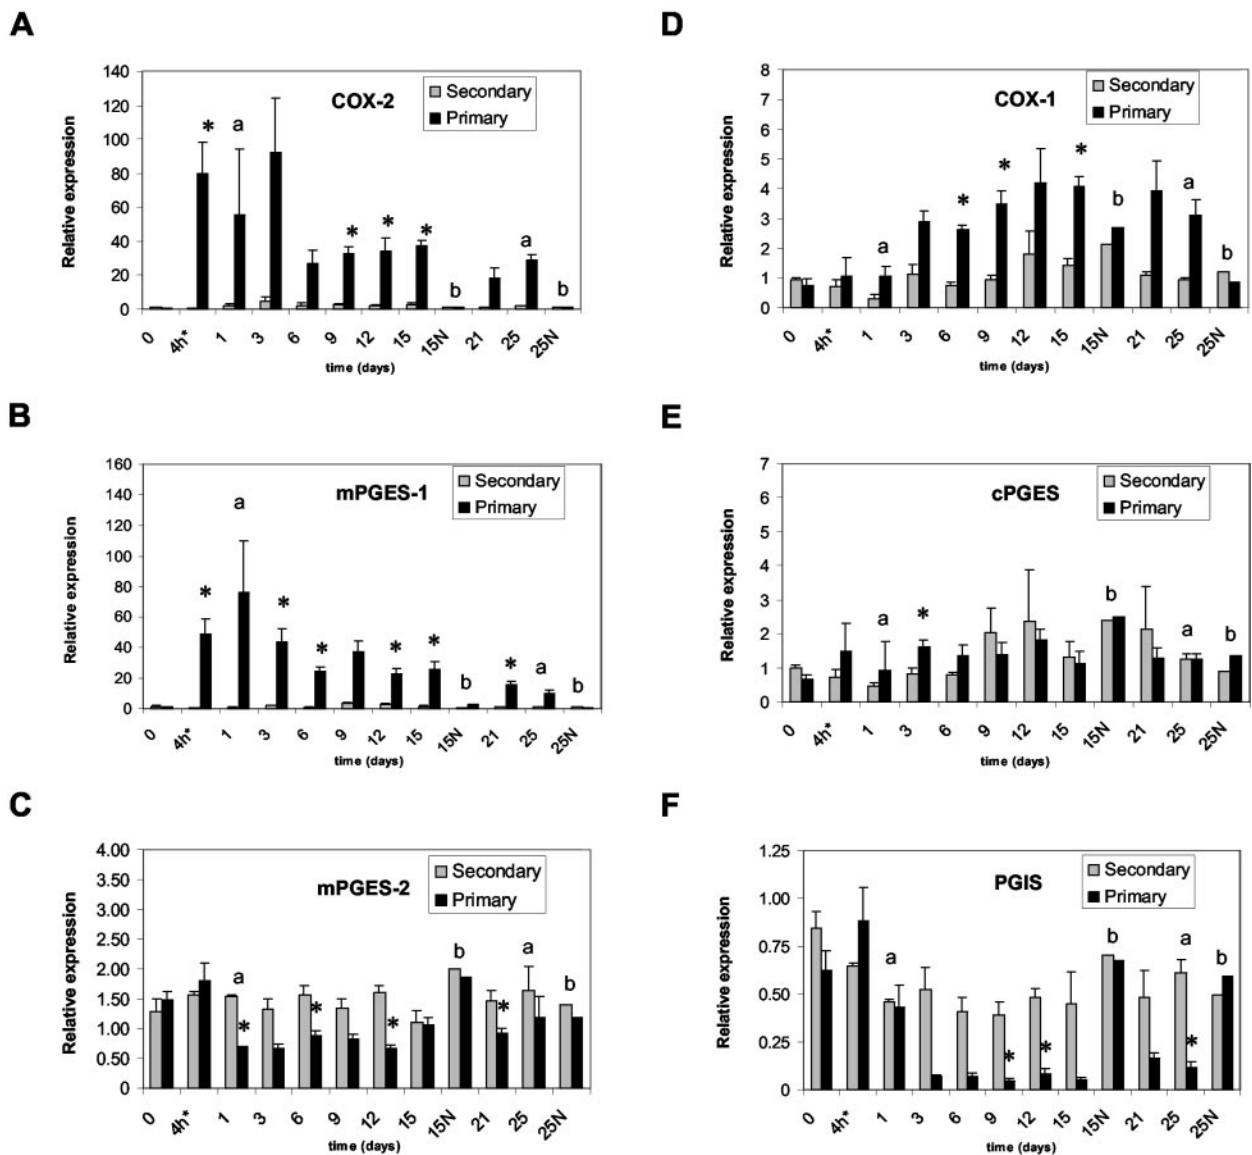 A
COX-2
Secondary
Primary
Relative expression
140
120
100
80
60
40
20
0
* a * * * b a b
0 4h* 1 3 6 9 12 15 15N 21 25 25N
time (days)
B
mPGES-1
Secondary
Primary
Relative expression
160
140
120
100
80
60
40
20
0
* a * * * * b * a b
0 4h* 1 3 6 9 12 15 15N 21 25 25N
time (days)
C
mPGES-2
Secondary
Primary
Relative expression
4.00
3.50
3.00
2.50
2.00
1.50
1.00
0.50
0
a * * * b * a b
0 4h* 1 3 6 9 12 15 15N 21 25 25N
time (days)
D
COX-1
Secondary
Primary
Relative expression
8
7
6
5
4
3
2
1
0
a * * * b a b
0 4h* 1 3 6 9 12 15 15N 21 25 25N
time (days)
E
cPGES
Secondary
Primary
Relative expression
7
6
5
4
3
2
1
0
a * b a b
0 4h* 1 3 6 9 12 15 15N 21 25 25N
time (days)
F
PGIS
Secondary
Primary
Relative expression
1.25
1.00
0.75
0.50
0.25
0
a * * b a * b
0 4h* 1 3 6 9 12 15 15N 21 25 25N
time (days)